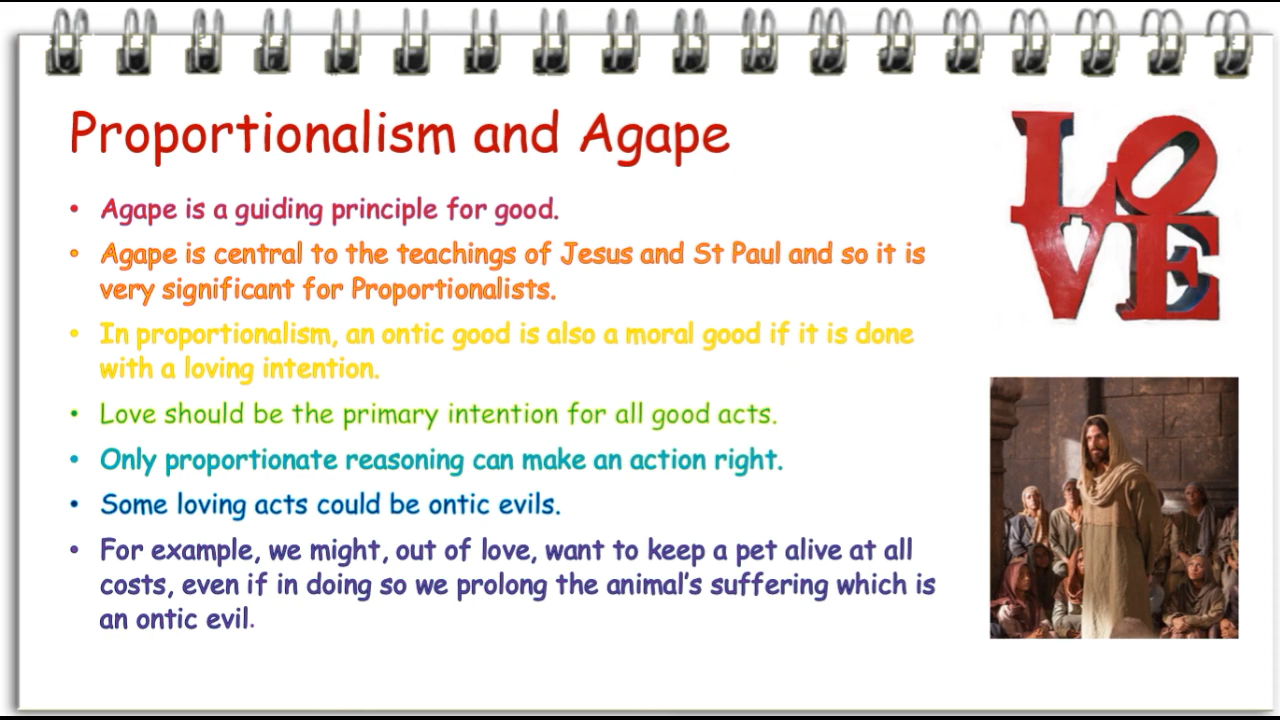 Proportionalism and Agape
• Agape is a guiding principle for good.
• Agape is central to the teachings of Jesus and St Paul and so it is
very significant for Proportionalists.
• In proportionalism, an ontic good is also a moral good if it is done
with a loving intention.
• Love should be the primary intention for all good acts.
• Only proportionate reasoning can make an action right.
• Some loving acts could be ontic evils.
• For example, we might, out of love, want to keep a pet alive at all
costs, even if in doing so we prolong the animal's suffering which is
an ontic evil.
LO
VE